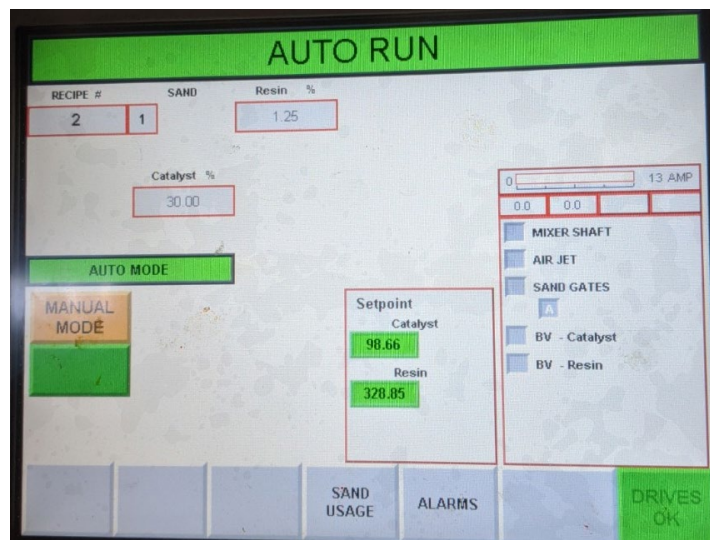 AUTO RUN
RECIPE # SAND Resin %
2 1 1.25
Catalyst %
30.00
0 13 AMP
0.0 0.0
MIXER SHAFT
AIR JET
SAND GATES
A
BV - Catalyst
BV - Resin
AUTO MODE
MANUAL
MODE
Setpoint
Catalyst
98.66
Resin
328.85
SAND
USAGE
ALARMS
DRIVES
OK